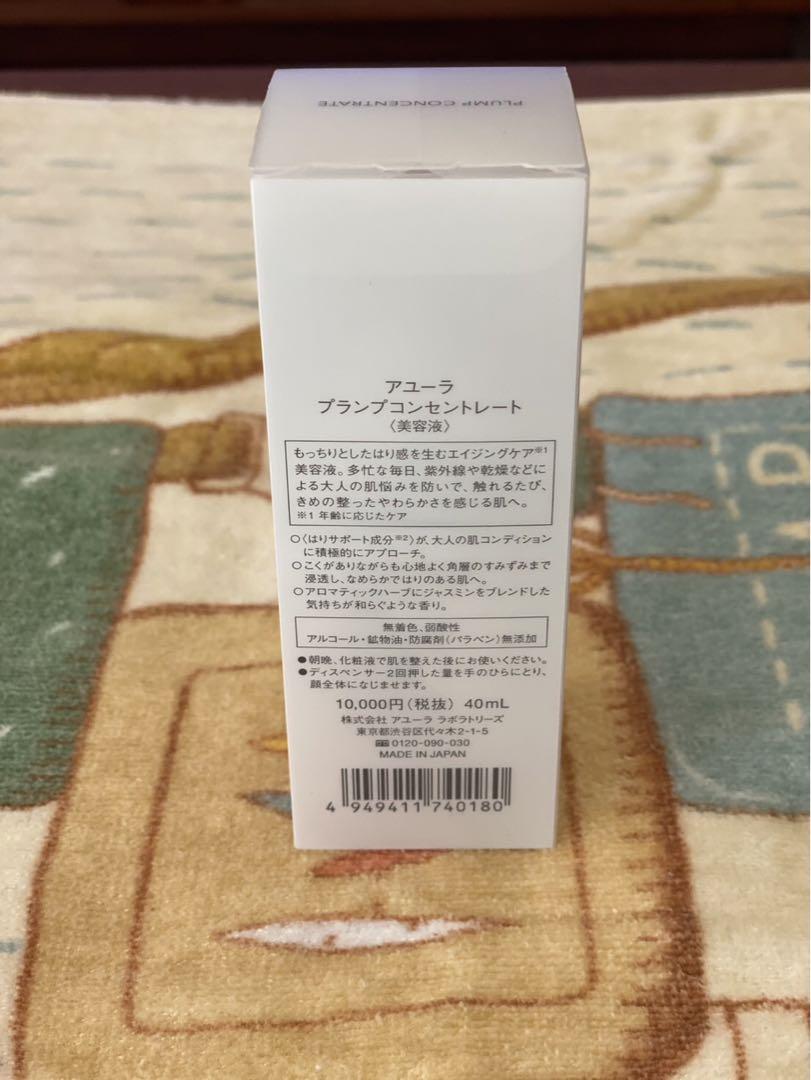 PLUMP CONCENTRATE
アユーラ
プランプコンセントレート
〈美容液〉
もっちりとしたはり感を生むエイジングケア※1
美容液。多忙な毎日、紫外線や乾燥などに
よる大人の肌悩みを防いで、触れるたび、
きめの整ったやわらかさを感じる肌へ。
※1 年齢に応じたケア
○〈はりサポート成分※2〉が、大人の肌コンディション
に積極的にアプローチ。
○こくがありながらも心地よく角層のすみずみまで
浸透し、なめらかではりのある肌へ。
○アロマティックハーブにジャスミンをブレンドした
気持ちが和らぐような香り。
無着色、弱酸性
アルコール・鉱物油・防腐剤(パラベン)無添加
●朝晩、化粧液で肌を整えた後にお使いください。
●ディスペンサー2回押した量を手のひらにとり、
顔全体になじませます。
10,000円(税抜) 40mL
株式会社 アユーラ ラボラトリーズ
東京都渋谷区代々木2-1-5
0120-090-030
MADE IN JAPAN
4 949411 740180